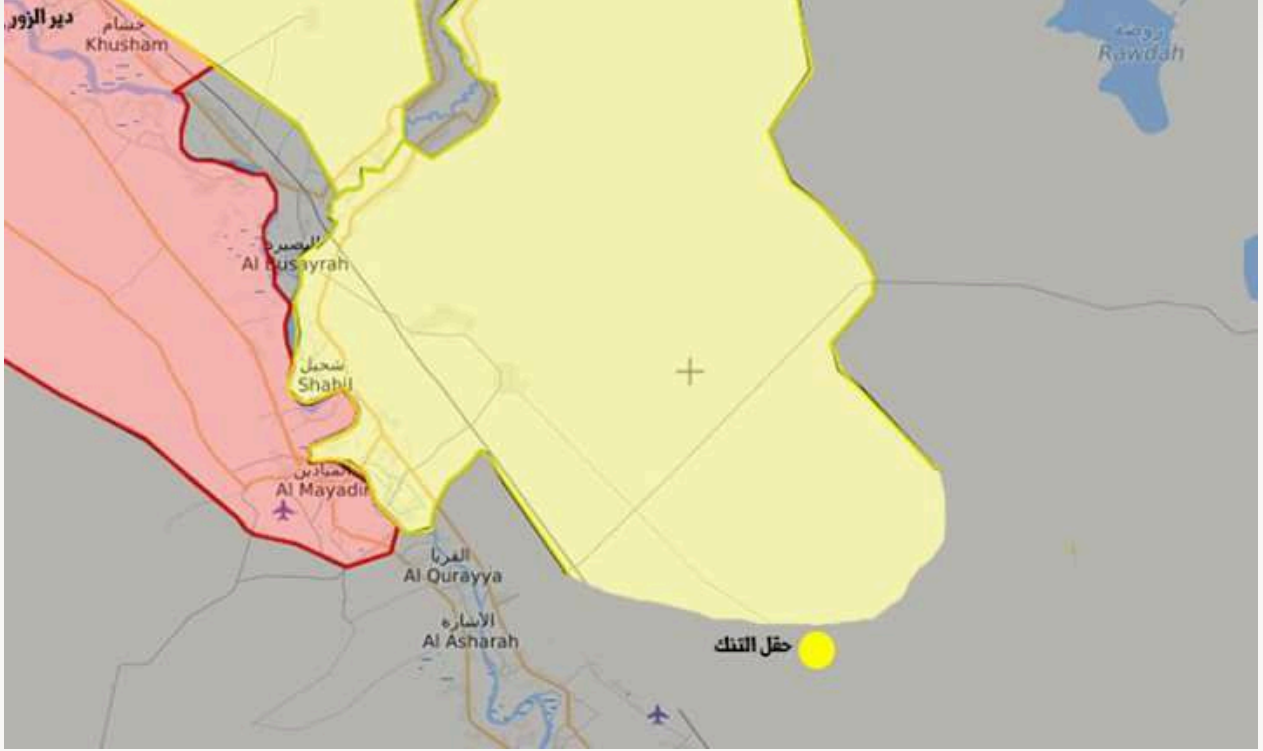 دير الزور
خشام
Khusham
روضة
Rawdah
البصيرة
Al Busayrah
شحيل
Shahil
الميادين
Al Mayadin
القريا
Al Qurayya
الأشارة
Al Asharah
حقل التنك